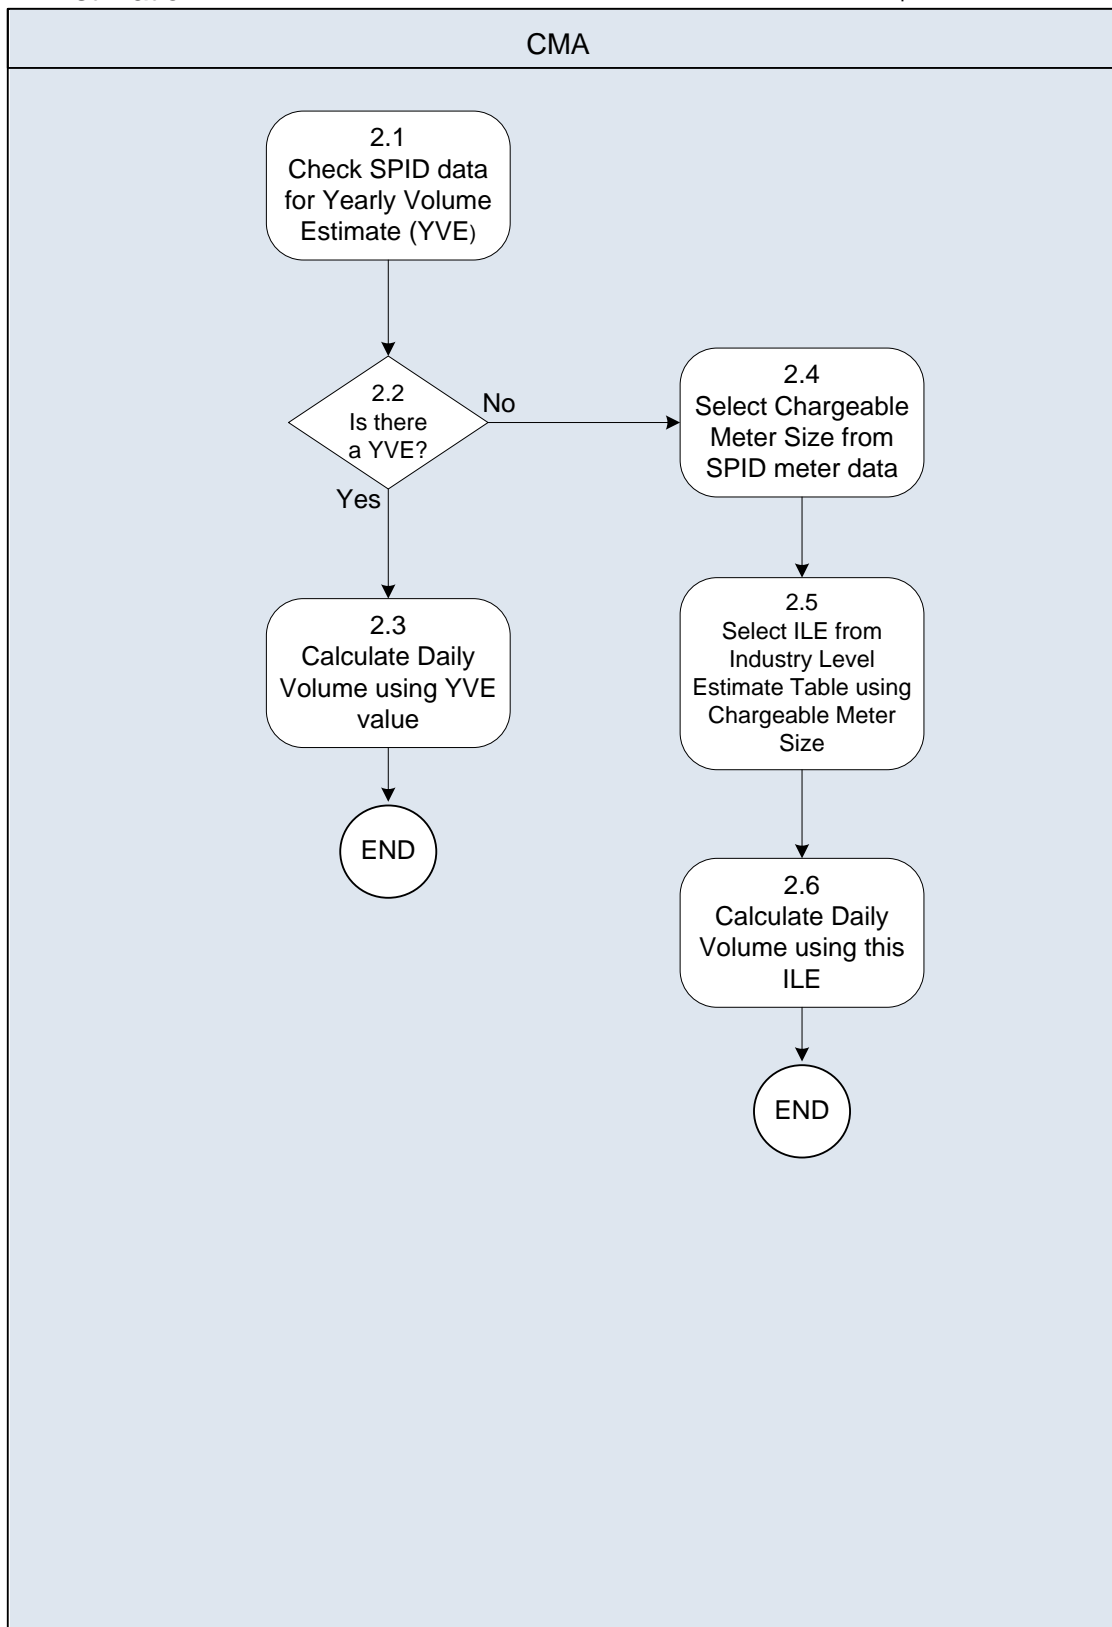 CMA
2.1
Check SPID data
for Yearly Volume
Estimate (YVE)
2.2
Is there
a YVE?
No
Yes
2.4
Select Chargeable
Meter Size from
SPID meter data
2.3
Calculate Daily
Volume using YVE
value
2.5
Select ILE from
Industry Level
Estimate Table using
Chargeable Meter
Size
END
2.6
Calculate Daily
Volume using this
ILE
END